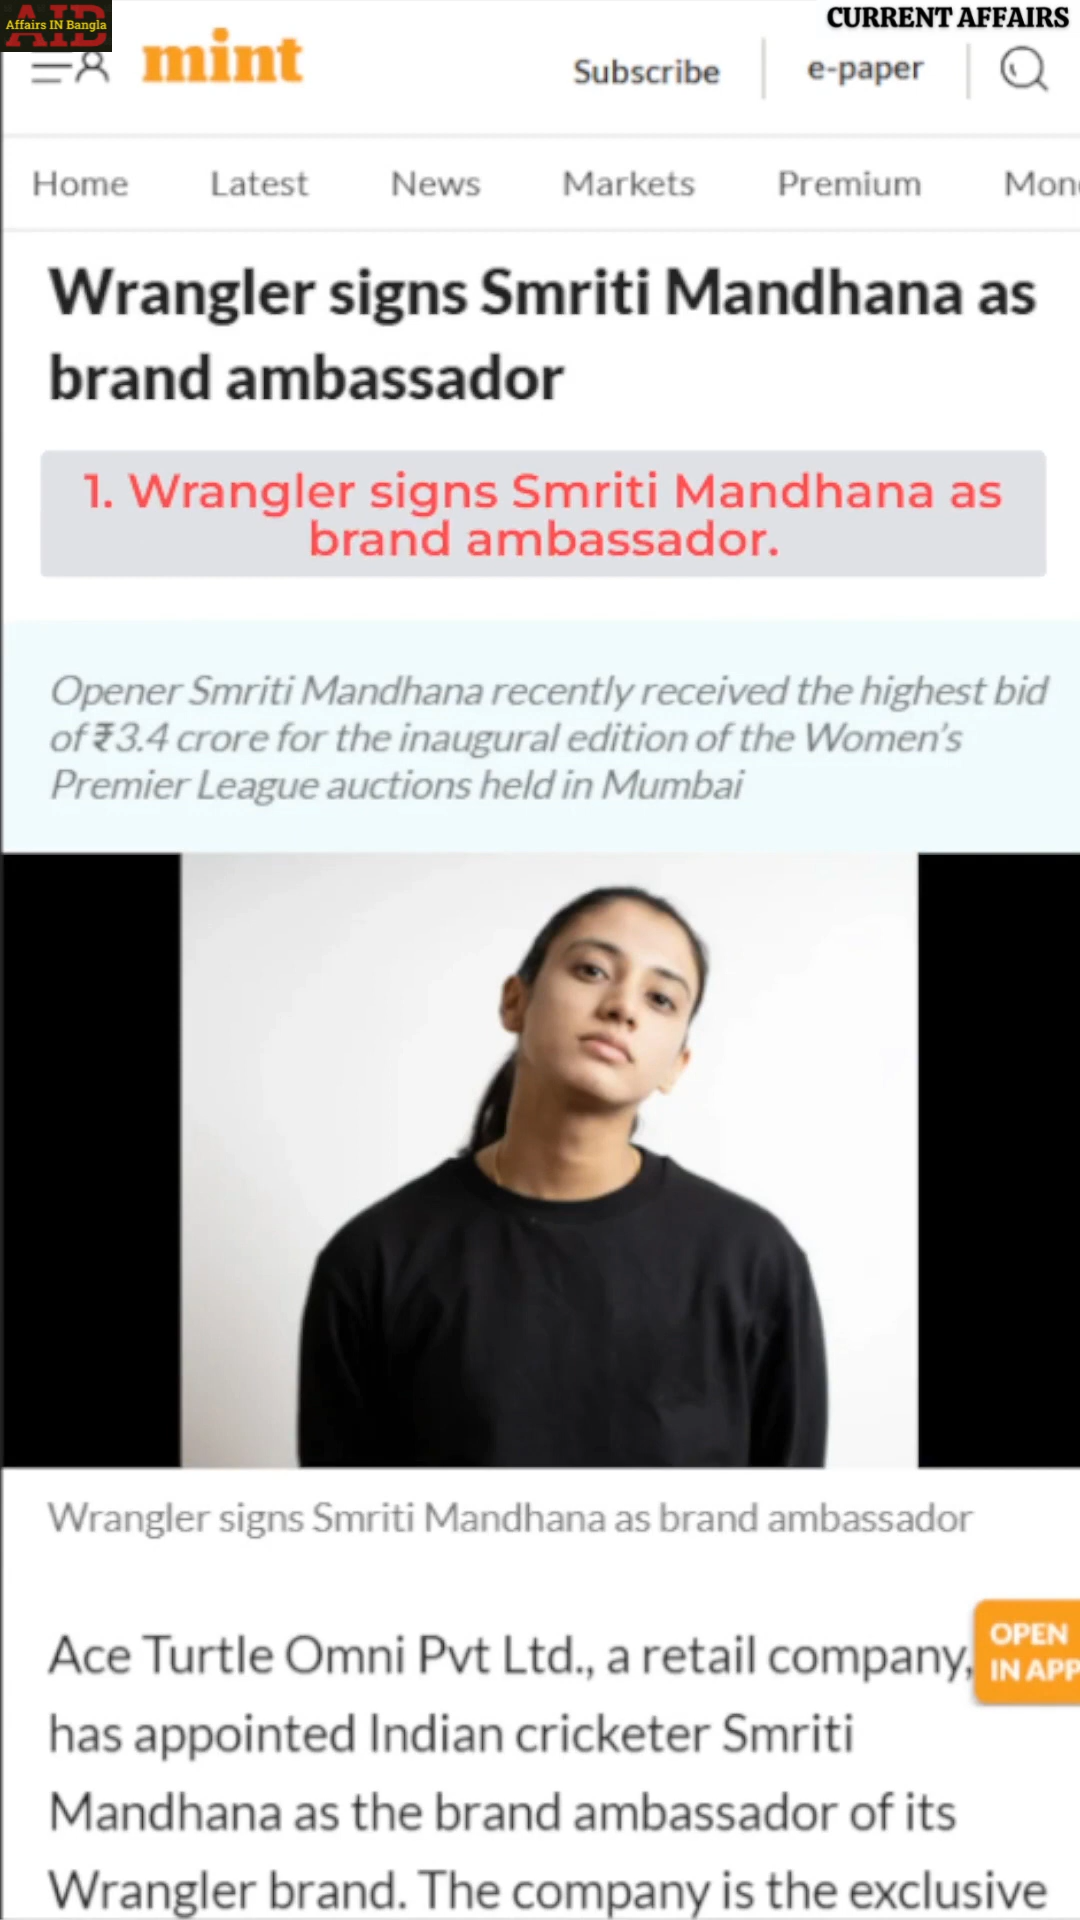 AID
Affairs IN Bangla
CURRENT AFFAIRS
mint
Subscribe
e-paper
Home Latest News Markets Premium
Wrangler signs Smriti Mandhana as
brand ambassador
1. Wrangler signs Smriti Mandhana as
brand ambassador.
Opener Smriti Mandhana recently received the highest bid
of ₹3.4 crore for the inaugural edition of the Women’s
Premier League auctions held in Mumbai
Wrangler signs Smriti Mandhana as brand ambassador
Ace Turtle Omni Pvt Ltd., a retail company,
OPEN
IN APP
has appointed Indian cricketer Smriti
Mandhana as the brand ambassador of its
Wrangler brand. The company is the exclusive